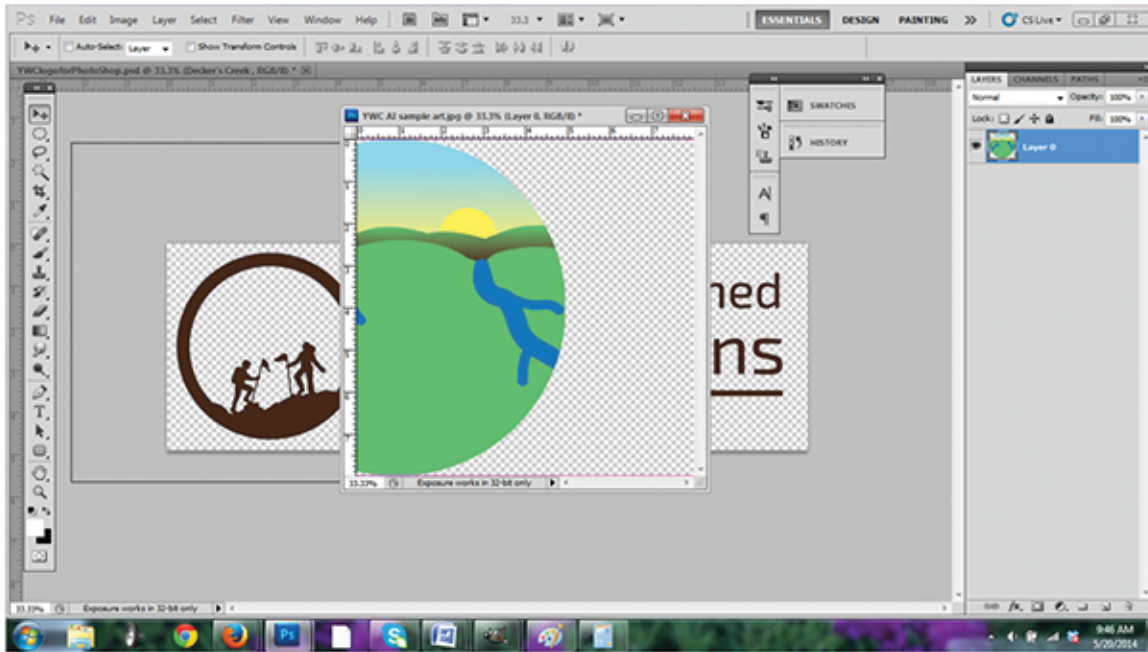 Ps File Edit Image Layer Select Filter View Window Help Br Mb 33.3 ESSENTIALS DESIGN PAINTING CS Live
Auto-Select: Layer Show Transform Controls
YWClogoforPhotoShop.psd @ 33.3% (Decker's Creek , RGB/8) *
LAYERS CHANNELS PATHS
Normal Opacity: 100%
SWATCHES
YWC AI sample art.jpg @ 33.3% (Layer 0, RGB/8) *
Lock: Fill: 100%
HISTORY
Layer 0
ned
ns
33.33% Exposure works in 32-bit only
33.33% Exposure works in 32-bit only
Ps
9:46 AM
5/20/2014